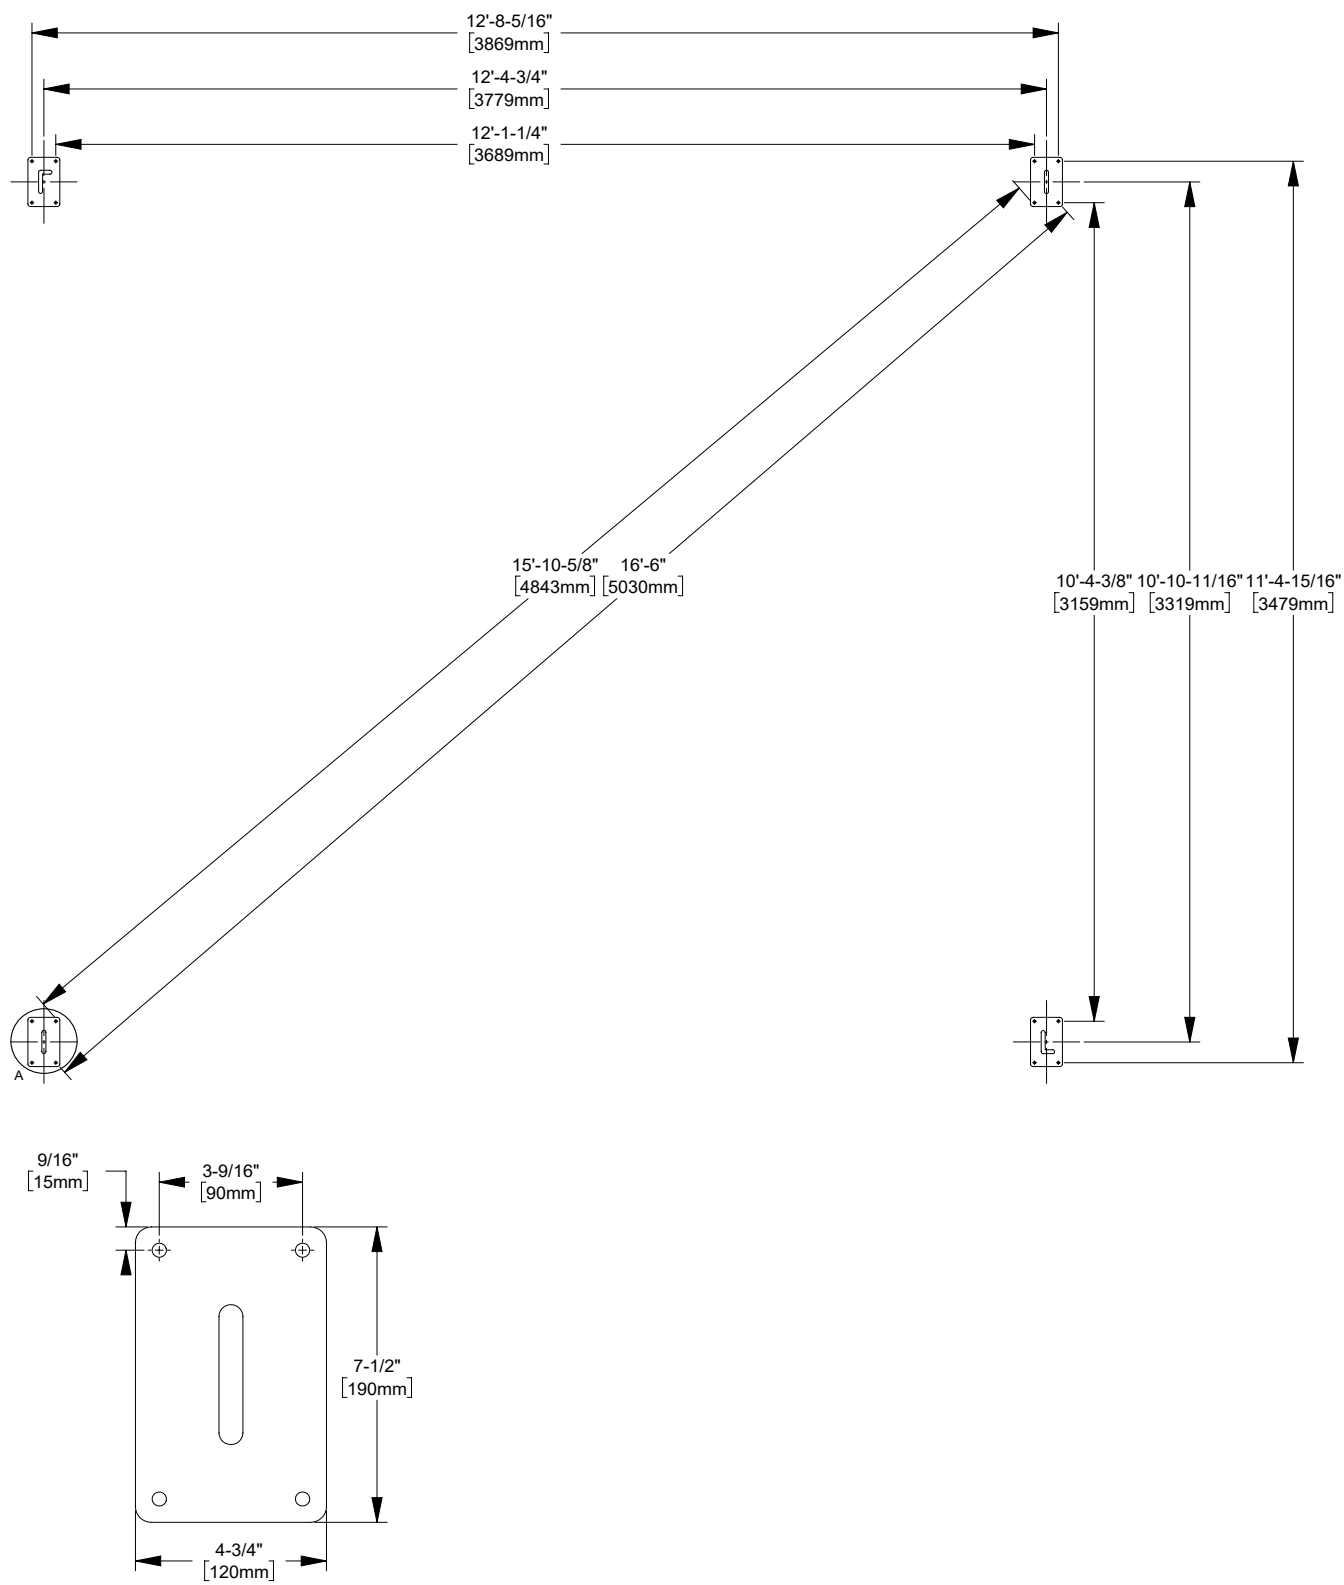 12'-8-5/16"
[3869mm]
12'-4-3/4"
[3779mm]
12'-1-1/4"
[3689mm]
15'-10-5/8"
[4843mm]
16'-6"
[5030mm]
10'-4-3/8"
[3159mm]
10'-10-11/16"
[3319mm]
11'-4-15/16"
[3479mm]
A
9/16"
[15mm]
3-9/16"
[90mm]
7-1/2"
[190mm]
4-3/4"
[120mm]